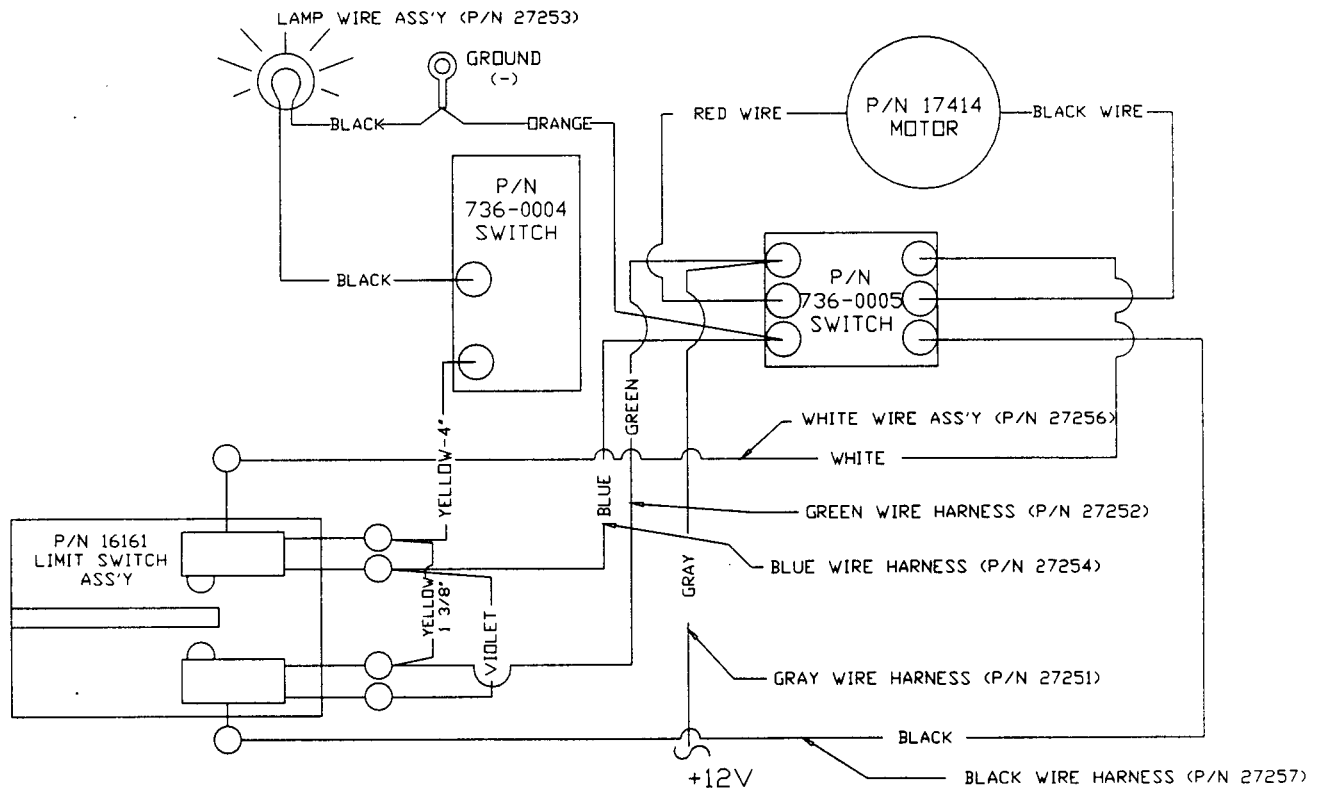 LAMP WIRE ASS'Y (P/N 27253)
GROUND
(-)
BLACK
ORANGE
RED WIRE
P/N 17414
MOTOR
BLACK WIRE
P/N
736-0004
SWITCH
BLACK
P/N
736-0005
SWITCH
GREEN
YELLOW-4"
WHITE WIRE ASS'Y (P/N 27256)
WHITE
BLUE
GREEN WIRE HARNESS (P/N 27252)
P/N 16161
LIMIT SWITCH
ASS'Y
BLUE WIRE HARNESS (P/N 27254)
GRAY
YELLOW
1 3/8"
VIOLET
GRAY WIRE HARNESS (P/N 27251)
BLACK
+12V
BLACK WIRE HARNESS (P/N 27257)